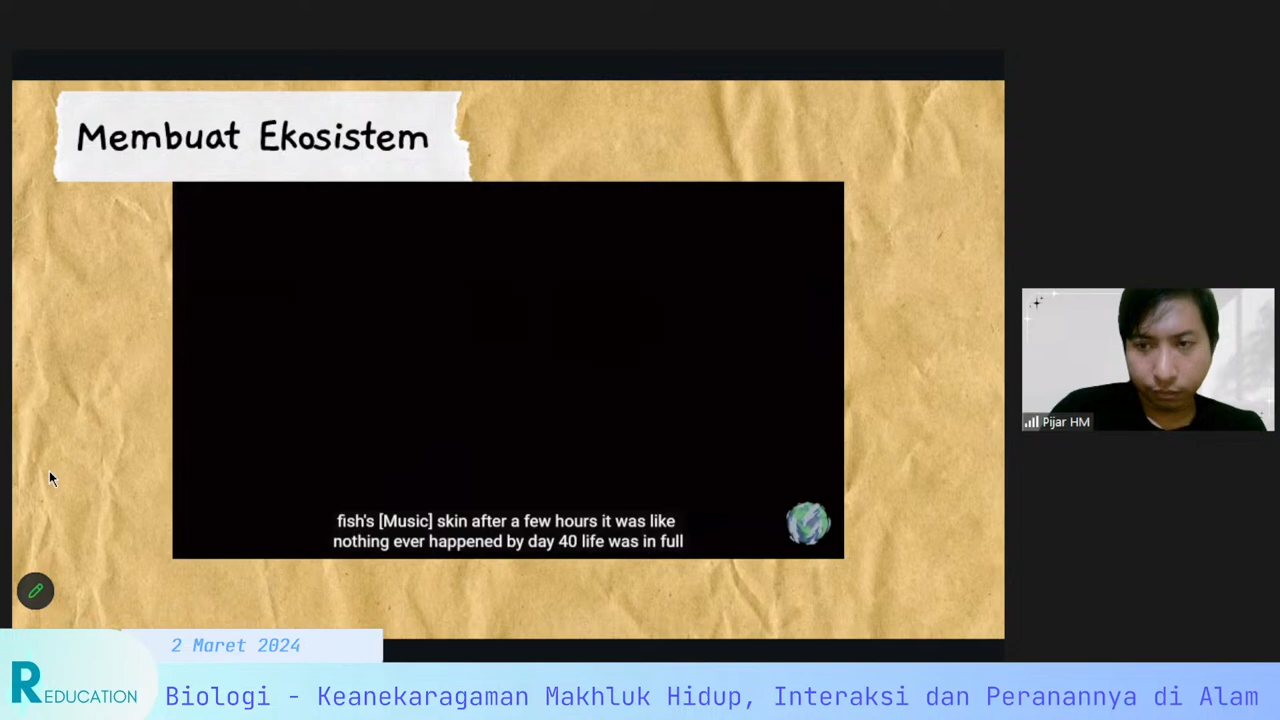 Membuat Ekosistem
fish's [Music] skin after a few hours it was like
nothing ever happened by day 40 life was in full
Pijar HM
2 Maret 2024
REDUCATION
Biologi - Keanekaragaman Makhluk Hidup, Interaksi dan Peranannya di Alam